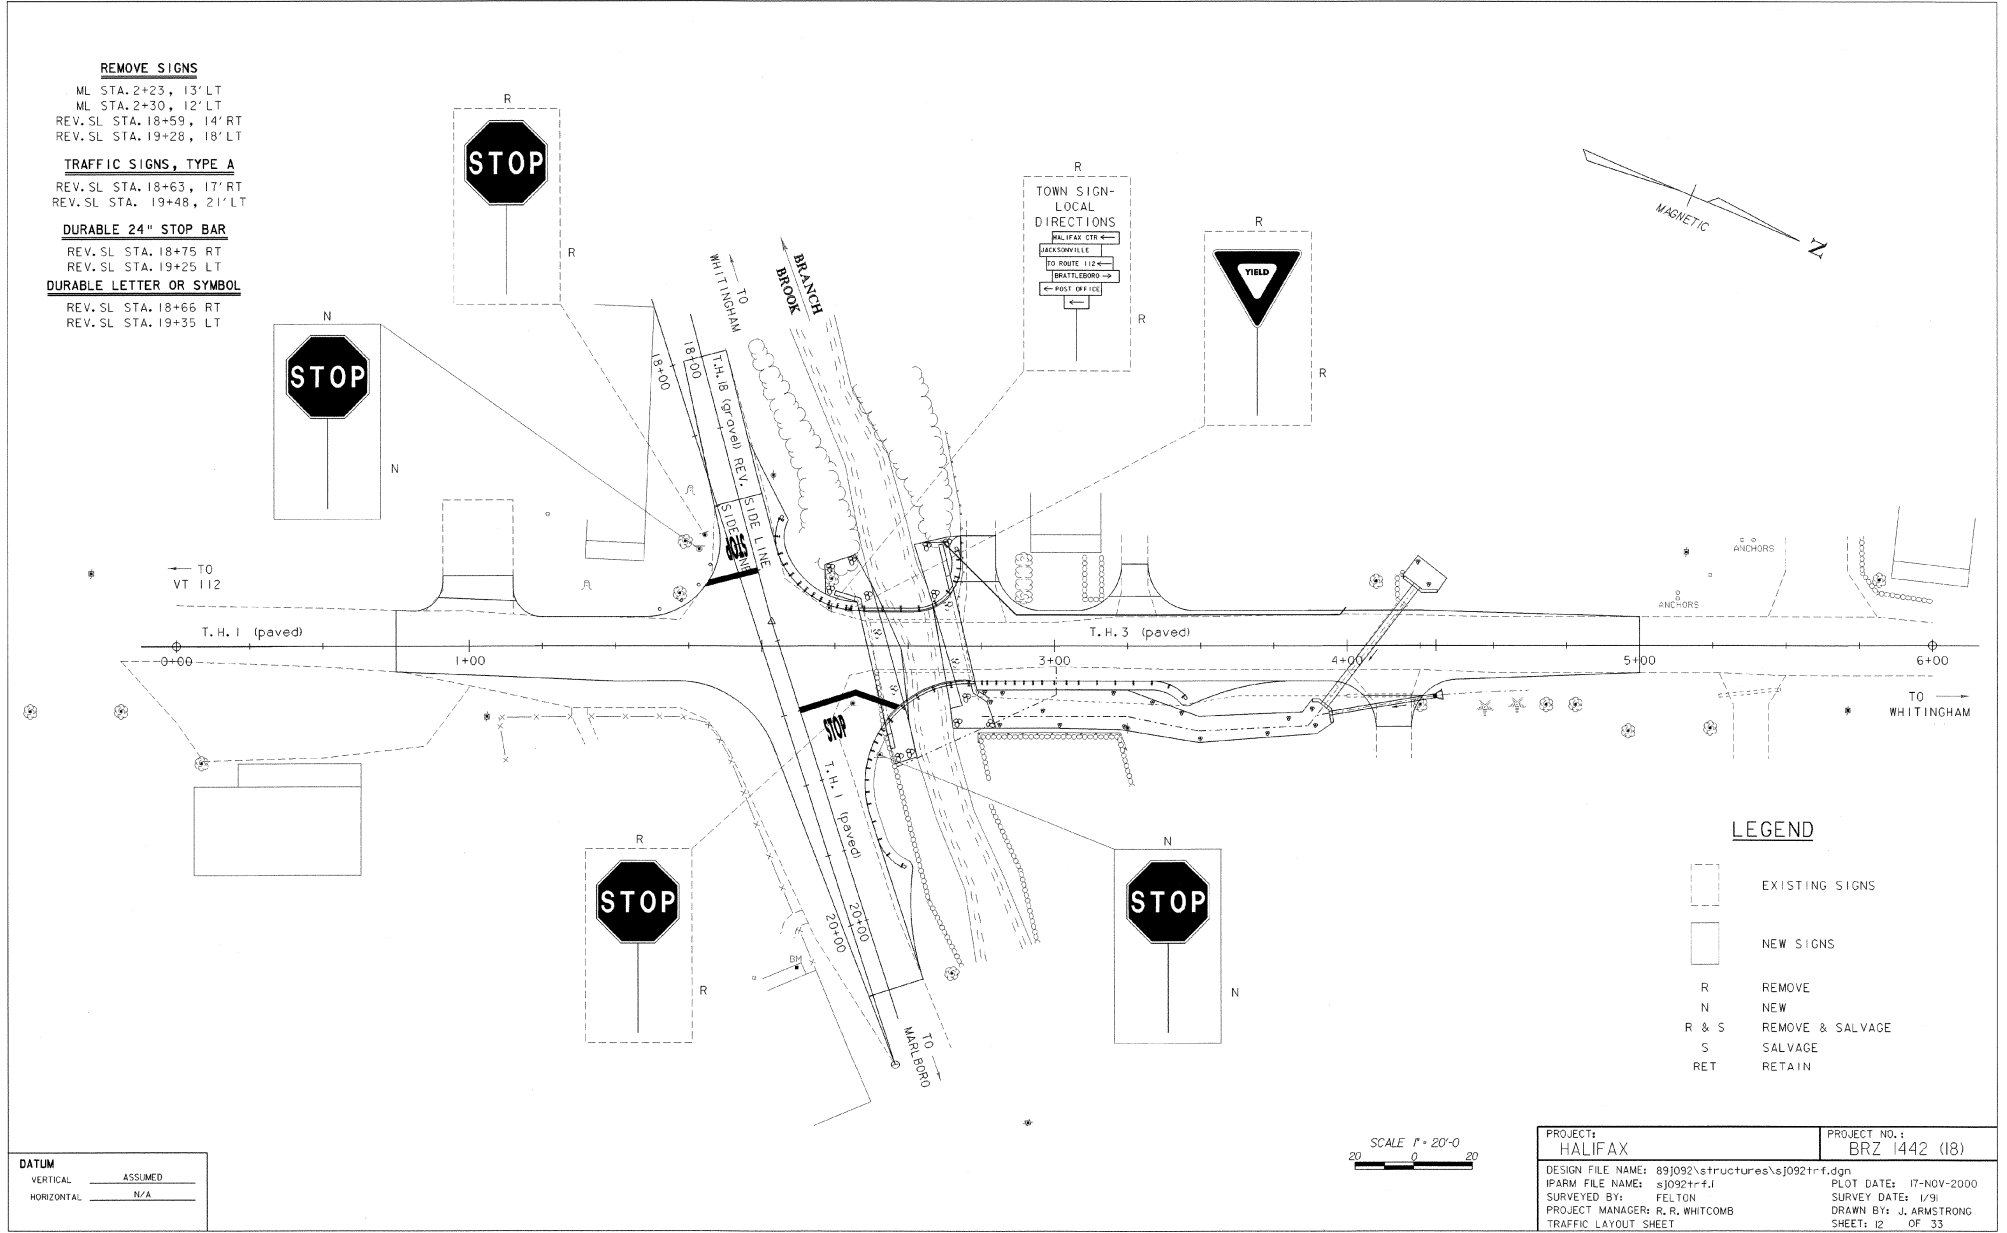 REMOVE SIGNS
ML STA. 2+23, 13' LT
ML STA. 2+30, 12' LT
REV. SL STA. 18+59, 14' RT
REV. SL STA. 19+28, 18' LT
TRAFFIC SIGNS, TYPE A
REV. SL STA. 18+63, 17' RT
REV. SL STA. 19+48, 21' LT
DURABLE 24" STOP BAR
REV. SL STA. 18+75 RT
REV. SL STA. 19+25 LT
DURABLE LETTER OR SYMBOL
REV. SL STA. 18+66 RT
REV. SL STA. 19+35 LT
R
STOP
R
N
STOP
N
R
TOWN SIGN-
LOCAL
DIRECTIONS
HALIFAX CTR ←
JACKSONVILLE
TO ROUTE 112 ←
BRATTLEBORO →
← POST OFFICE
←
R
R
YIELD
R
MAGNETIC
N
← TO
WHITINGHAM
BRANCH
BROOK
18+00
18+00
T.H. 18 (gravel) REV. SIDE LINE
SIDE LINE
STOP
← TO
VT 112
T.H. 1 (paved)
T.H. 3 (paved)
0+00
1+00
3+00
4+00
5+00
6+00
ANCHORS
ANCHORS
TO →
WHITINGHAM
STOP
T.H. 1 (paved)
20+00
20+00
BM
TO →
MARLBORO
R
STOP
R
N
STOP
N
LEGEND
EXISTING SIGNS
NEW SIGNS
R REMOVE
N NEW
R & S REMOVE & SALVAGE
S SALVAGE
RET RETAIN
DATUM
VERTICAL ASSUMED
HORIZONTAL N/A
SCALE 1" = 20'-0
20 0 20
PROJECT:
HALIFAX
PROJECT NO.:
BRZ 1442 (18)
DESIGN FILE NAME: 89j092\structures\sj092trf.dgn
IPARM FILE NAME: sj092trf.i
PLOT DATE: 17-NOV-2000
SURVEYED BY: FELTON
SURVEY DATE: 1/91
PROJECT MANAGER: R. R. WHITCOMB
DRAWN BY: J. ARMSTRONG
TRAFFIC LAYOUT SHEET
SHEET: 12 OF 33